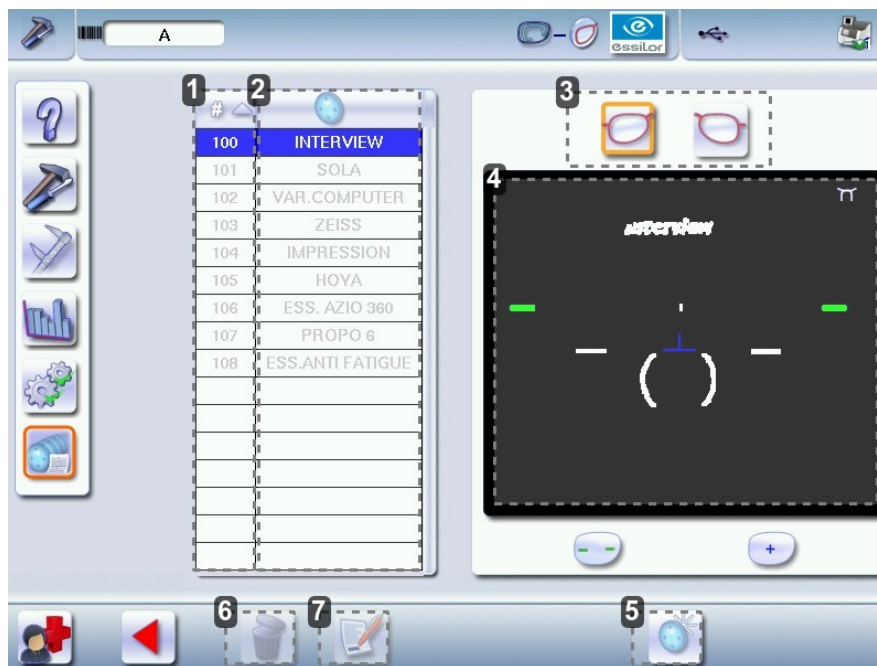 A
essilor
1
1 2 3
#
100 INTERVIEW
101 SOLA
102 VAR.COMPUTER
103 ZEISS
104 IMPRESSION
105 HOYA
106 ESS. AZIO 360
107 PROPO 6
108 ESS.ANTI FATIGUE
4
interview
6 7 5